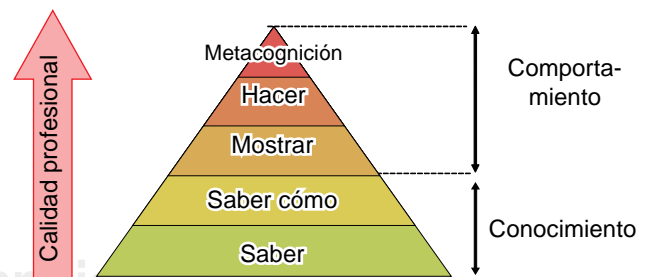 Calidad profesional
Metacognición
Hacer
Mostrar
Saber cómo
Saber
Comporta-
miento
Conocimiento